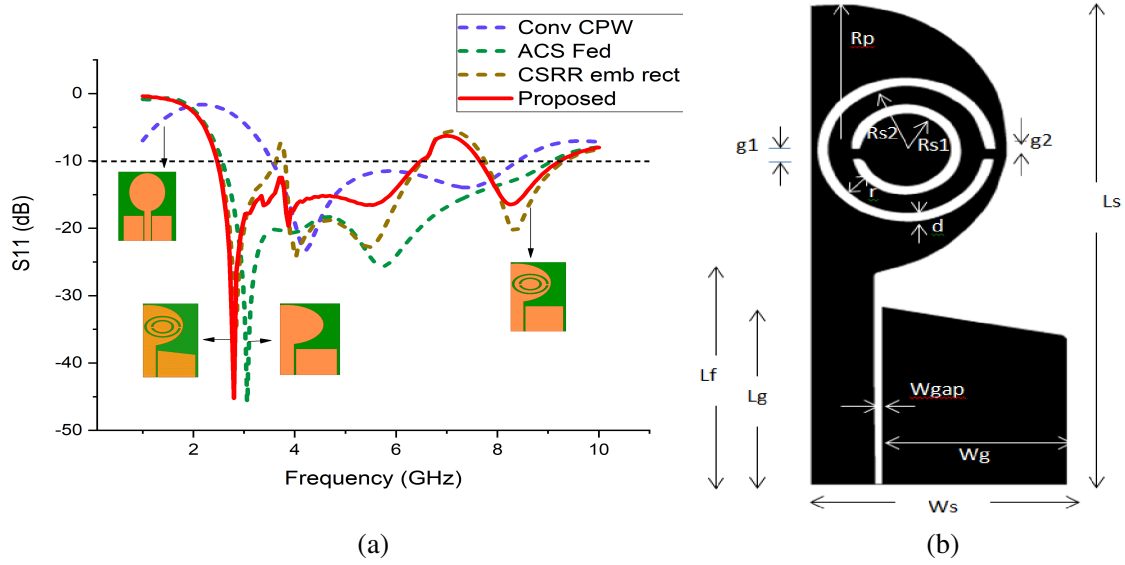 Conv CPW
ACS Fed
CSRR emb rect
Proposed
0
-10
-20
-30
-40
-50
S11 (dB)
2
4
6
8
10
Frequency (GHz)
(a)
Rp
Rs2
Rs1
g1
g2
r
d
Ls
Lf
Lg
Wgap
Wg
Ws
(b)